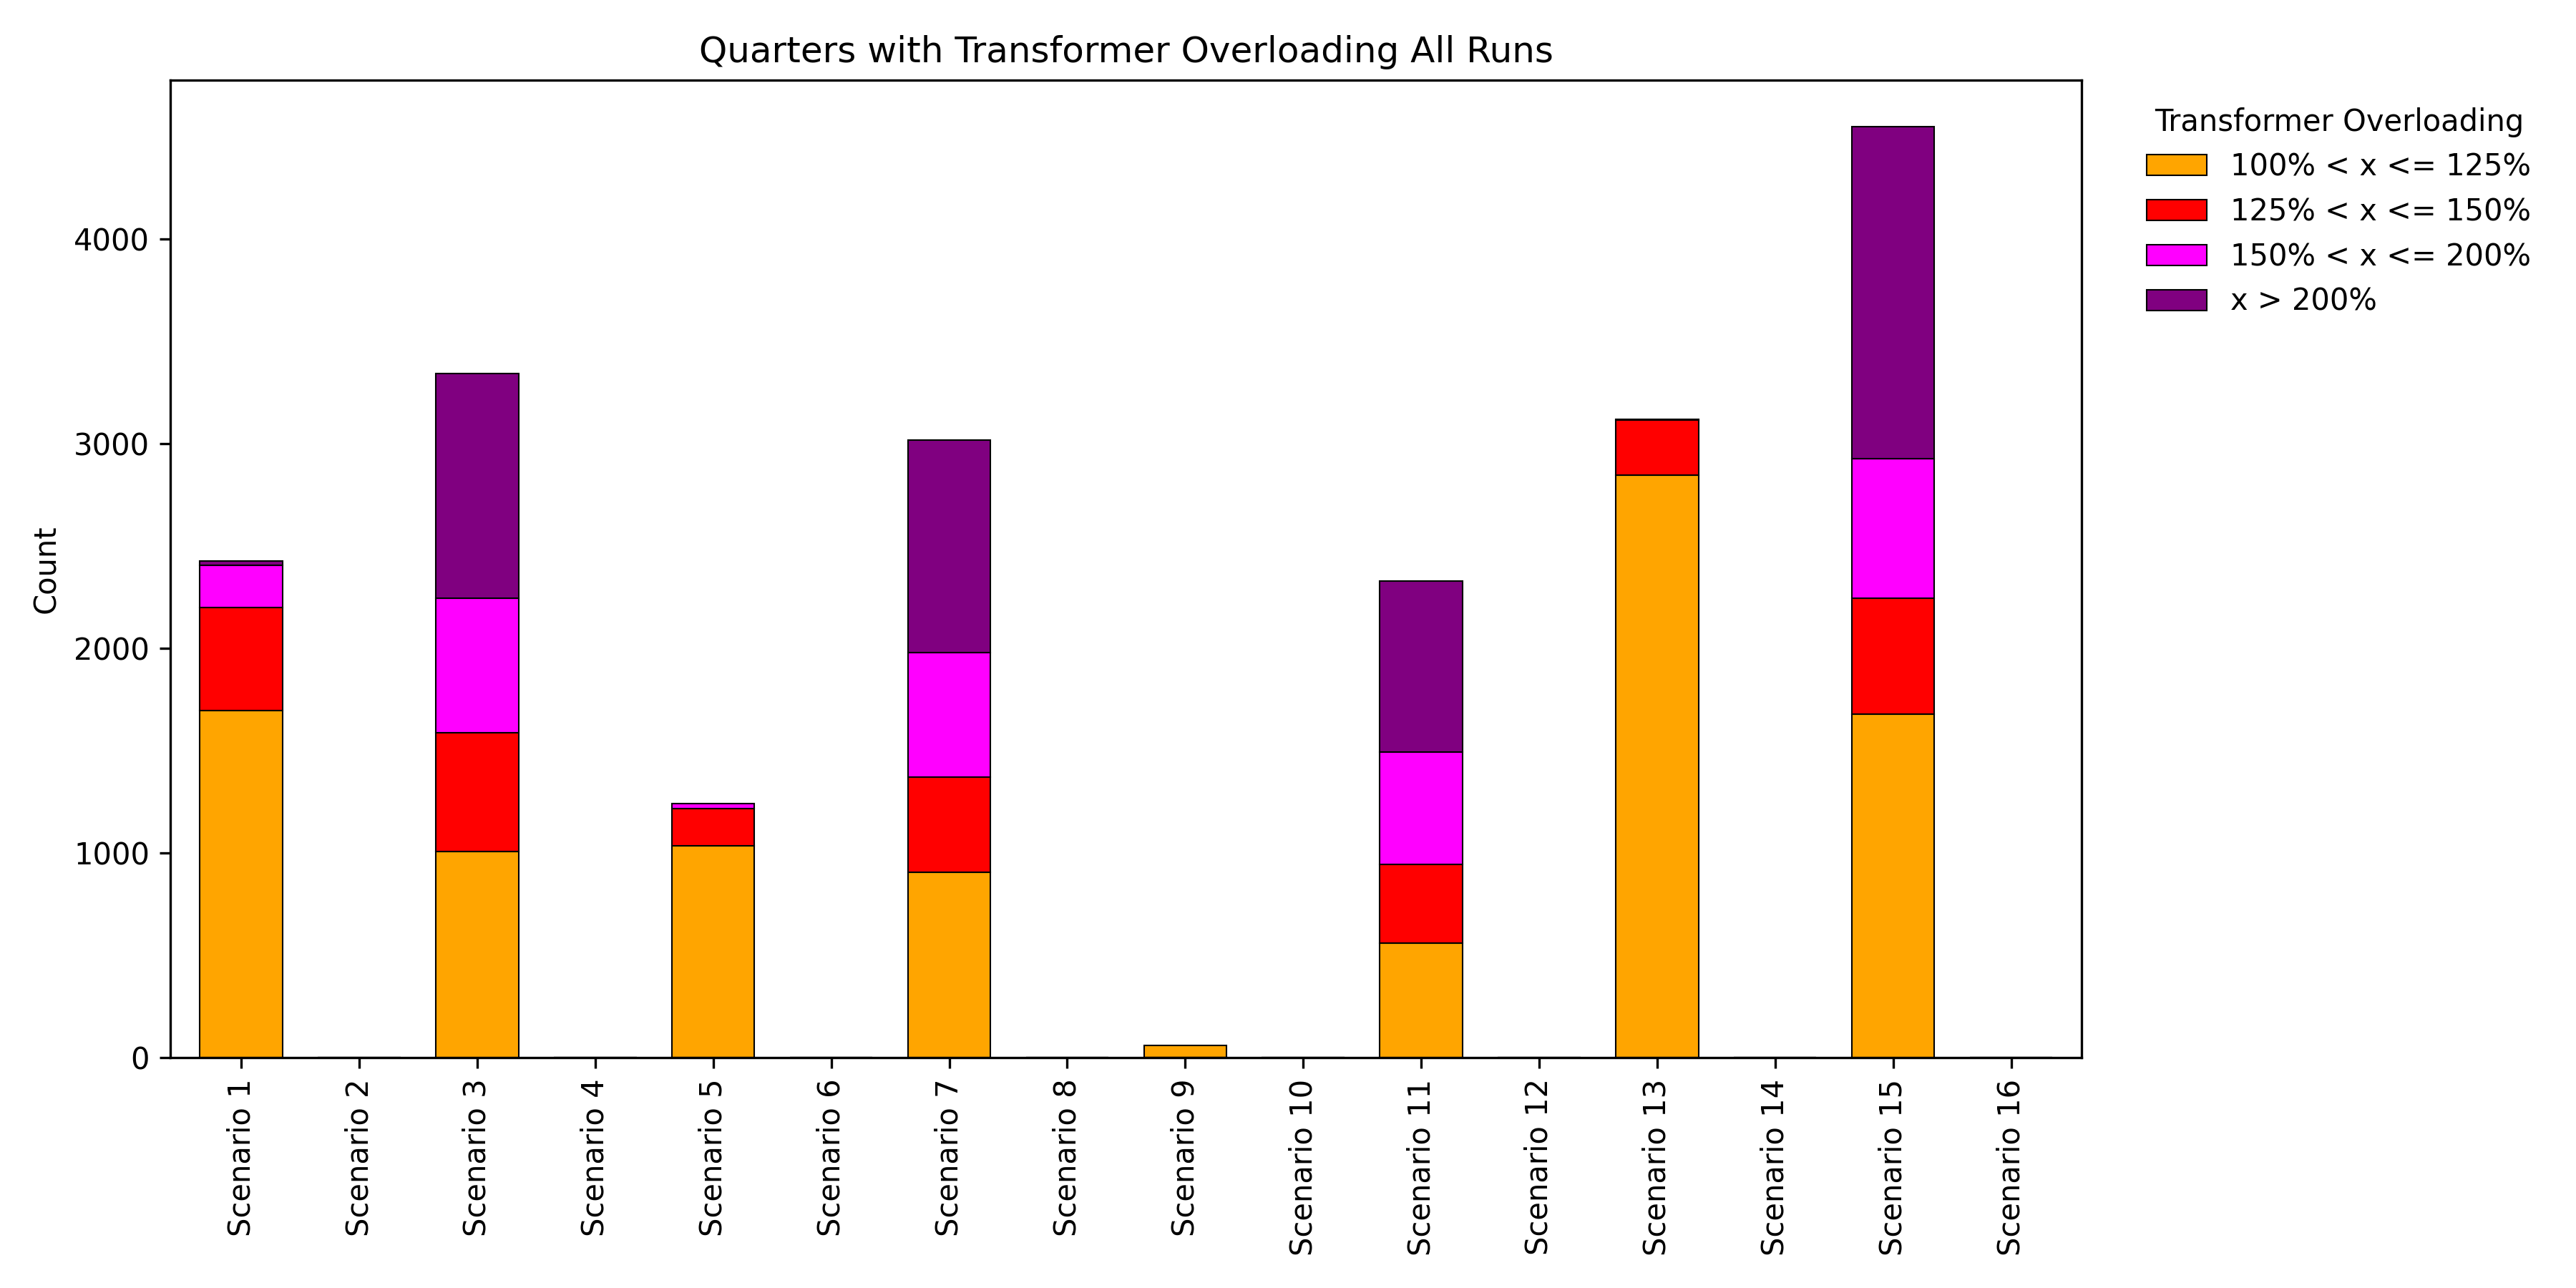 Quarters with Transformer Overloading All Runs
Transformer Overloading
100% < x <= 125%
125% < x <= 150%
150% < x <= 200%
x > 200%
Count
4000
3000
2000
1000
0
Scenario 1
Scenario 2
Scenario 3
Scenario 4
Scenario 5
Scenario 6
Scenario 7
Scenario 8
Scenario 9
Scenario 10
Scenario 11
Scenario 12
Scenario 13
Scenario 14
Scenario 15
Scenario 16